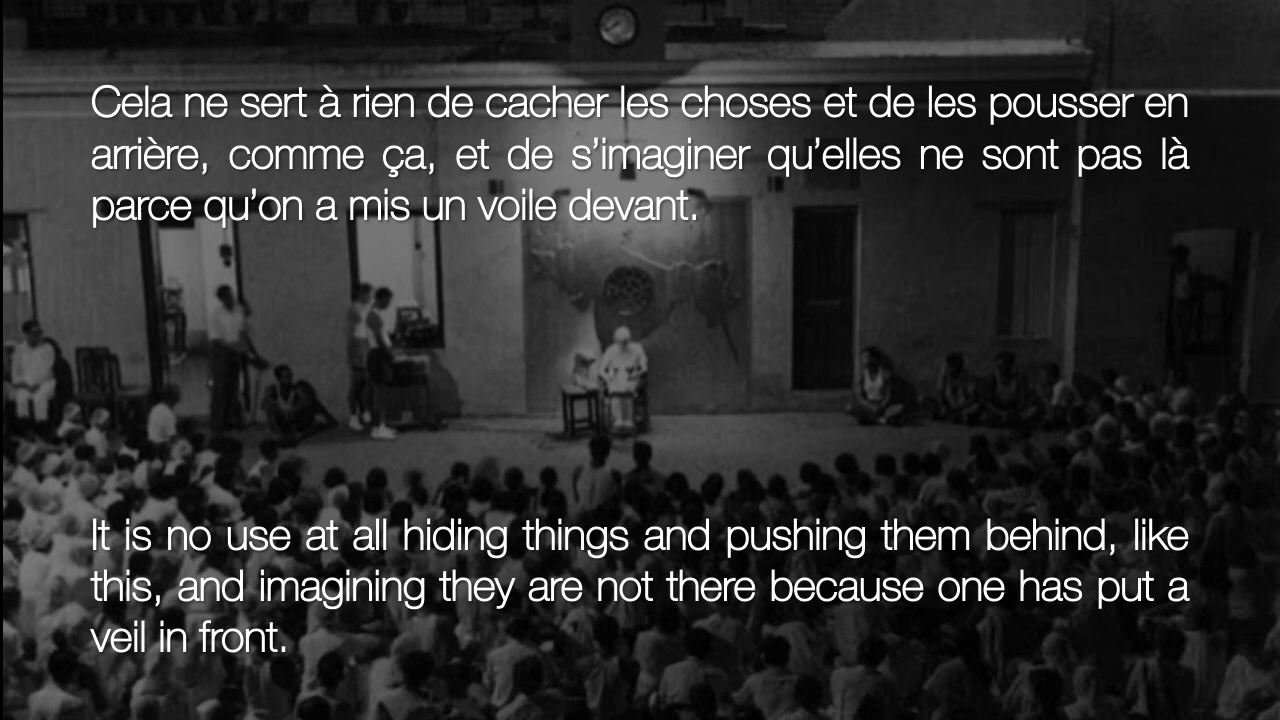 Cela ne sert à rien de cacher les choses et de les pousser en
arrière, comme ça, et de s’imaginer qu’elles ne sont pas là
parce qu’on a mis un voile devant.
It is no use at all hiding things and pushing them behind, like
this, and imagining they are not there because one has put a
veil in front.